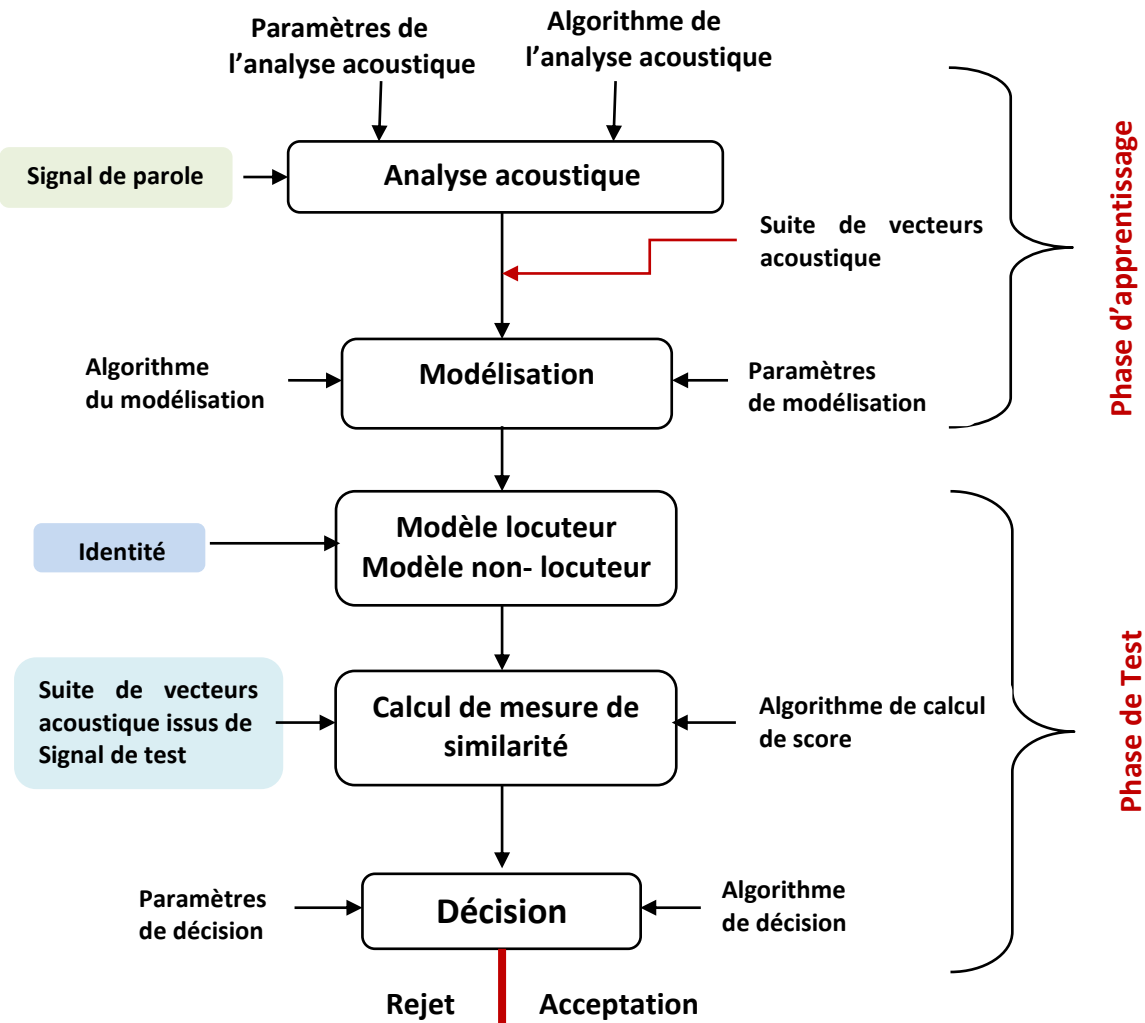 Paramètres de
l'analyse acoustique
Algorithme de
l'analyse acoustique
Signal de parole
Analyse acoustique
Suite de vecteurs
acoustique
Phase d'apprentissage
Algorithme
du modélisation
Modélisation
Paramètres
de modélisation
Identité
Modèle locuteur
Modèle non- locuteur
Suite de vecteurs
acoustique issus de
Signal de test
Calcul de mesure de
similarité
Algorithme de calcul
de score
Phase de Test
Paramètres
de décision
Décision
Algorithme
de décision
Rejet
Acceptation